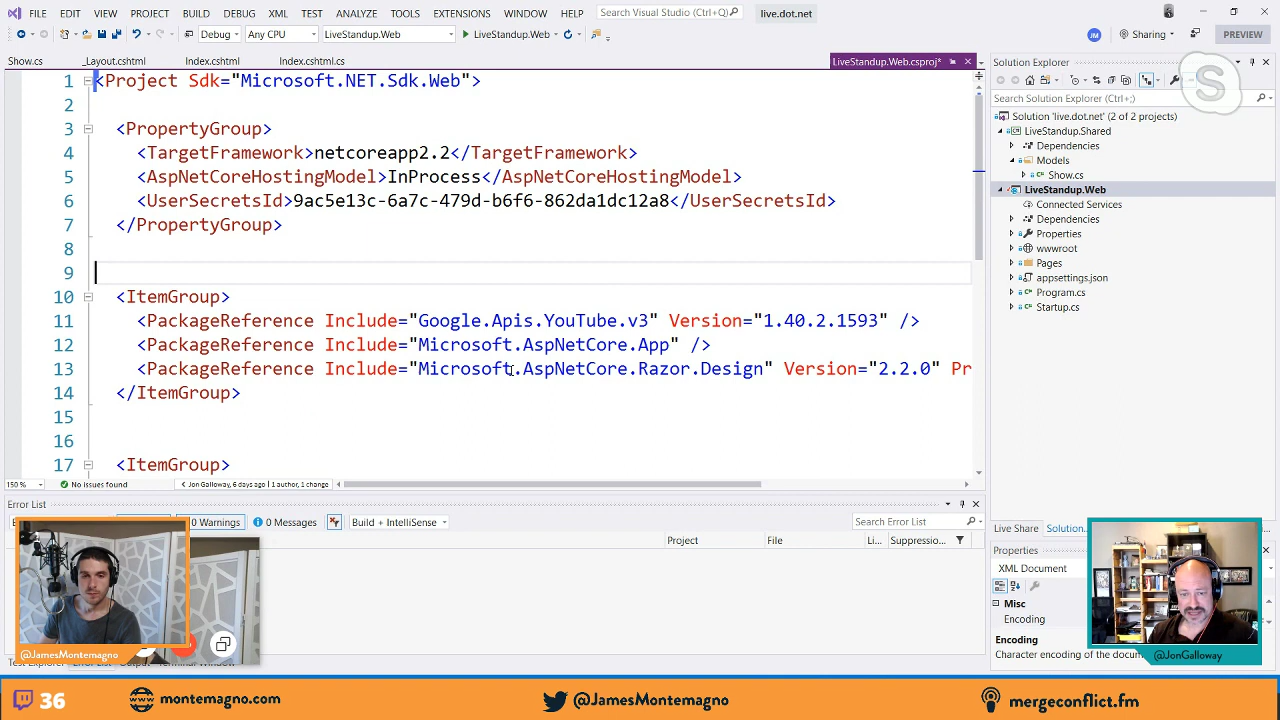 FILE EDIT VIEW PROJECT BUILD DEBUG XML TEST ANALYZE TOOLS EXTENSIONS WINDOW HELP Search Visual Studio (Ctrl+Q) live.dot.net
Debug Any CPU LiveStandup.Web LiveStandup.Web JM Sharing PREVIEW
Show.cs _Layout.cshtml Index.cshtml Index.cshtml.cs LiveStandup.Web.csproj*
1 <Project Sdk="Microsoft.NET.Sdk.Web">
2
3 <PropertyGroup>
4 <TargetFramework>netcoreapp2.2</TargetFramework>
5 <AspNetCoreHostingModel>InProcess</AspNetCoreHostingModel>
6 <UserSecretsId>9ac5e13c-6a7c-479d-b6f6-862da1dc12a8</UserSecretsId>
7 </PropertyGroup>
8
9
10 <ItemGroup>
11 <PackageReference Include="Google.Apis.YouTube.v3" Version="1.40.2.1593" />
12 <PackageReference Include="Microsoft.AspNetCore.App" />
13 <PackageReference Include="Microsoft.AspNetCore.Razor.Design" Version="2.2.0" Pr
14 </ItemGroup>
15
16
17 <ItemGroup>
150 % No issues found Jon Galloway, 6 days ago | 1 author, 1 change
Solution Explorer
Search Solution Explorer (Ctrl+;)
Solution 'live.dot.net' (2 of 2 projects)
LiveStandup.Shared
Dependencies
Models
Show.cs
LiveStandup.Web
Connected Services
Dependencies
Properties
wwwroot
Pages
appsettings.json
Program.cs
Startup.cs
Live Share Solution...
Error List
0 Warnings 0 Messages Build + IntelliSense Search Error List
Project File Li... Suppressio...
Properties
XML Document
Misc
Encoding
Encoding
Character encoding of the docu
@JamesMontemagno
@JonGalloway
36 montemagno.com @JamesMontemagno mergeconflict.fm